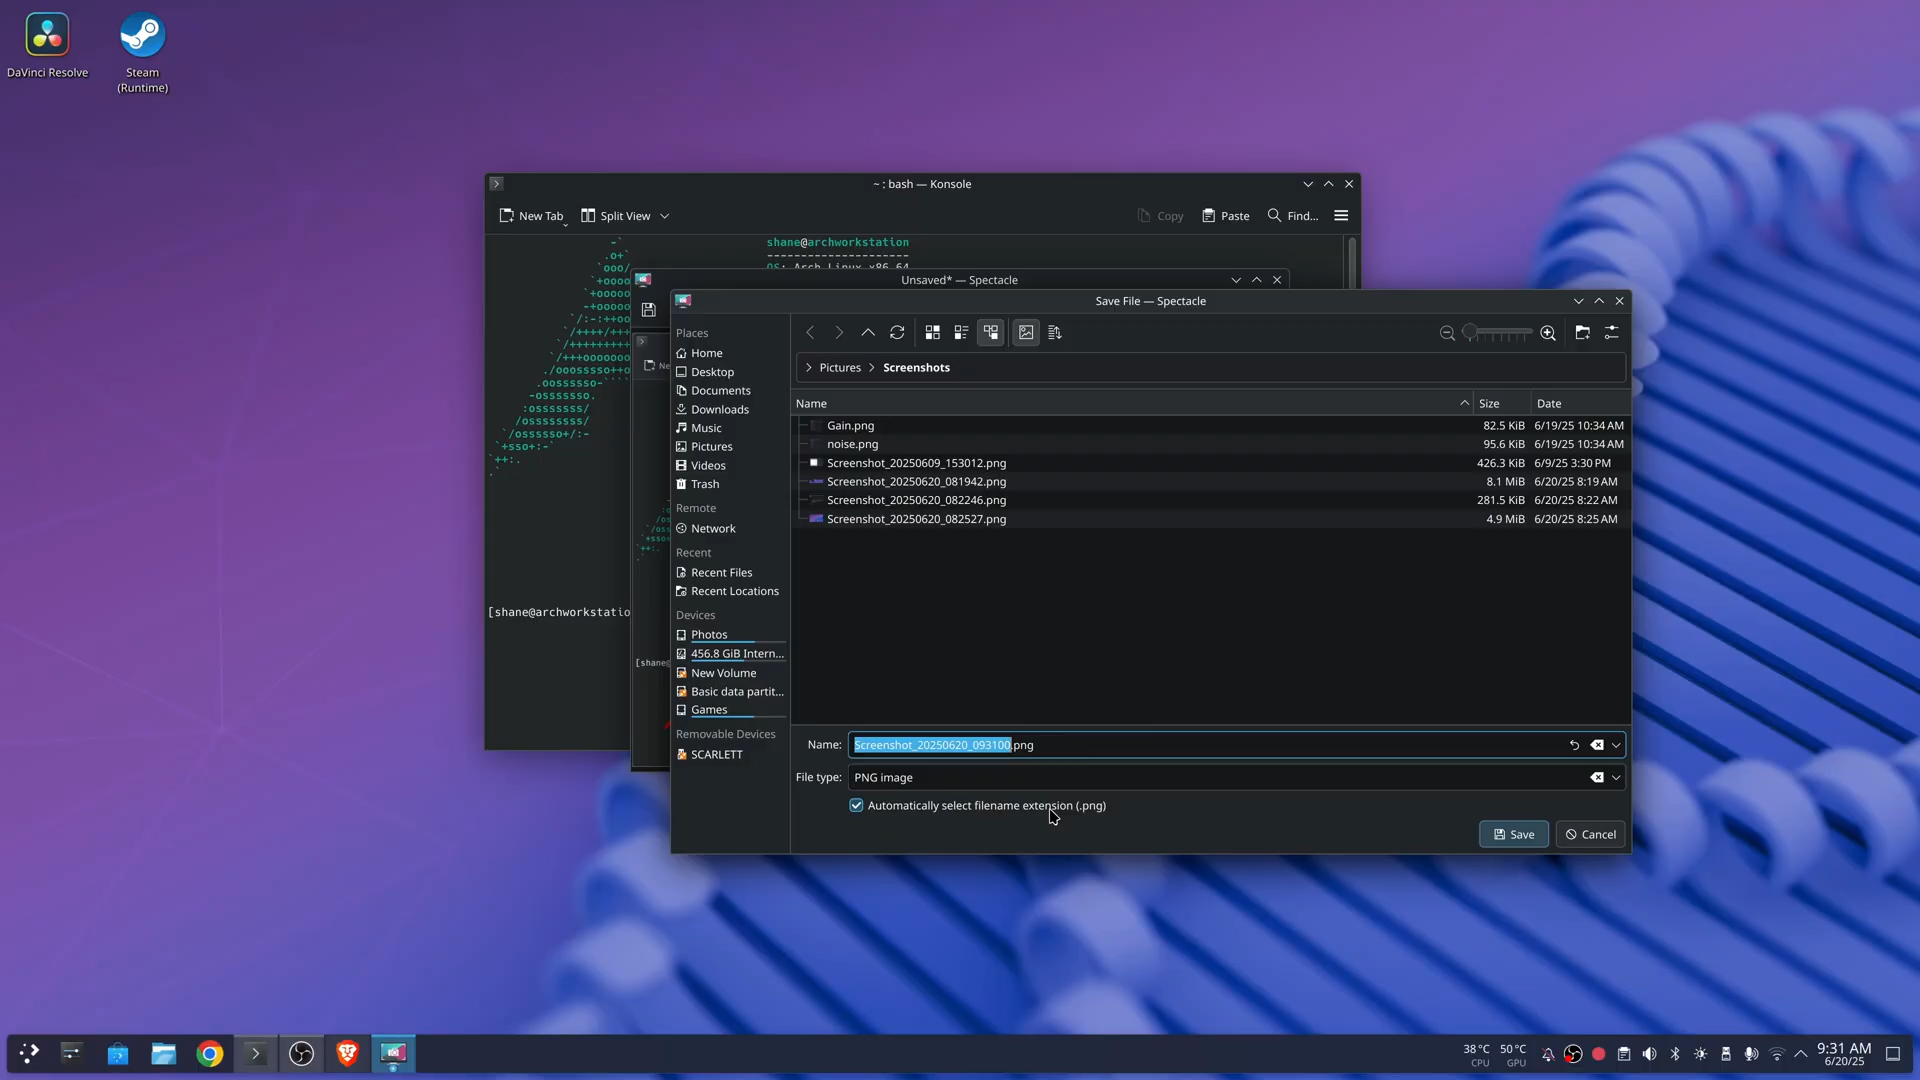 DaVinci Resolve
Steam
(Runtime)
~ : bash — Konsole
New Tab
Split View
Copy
Paste
Find...
shane@archworkstation
----------------------
OS: Arch Linux x86_64
[shane@archworkstatio
Unsaved* — Spectacle
Ne
[shane@
Save File — Spectacle
Places
Home
Desktop
Documents
Downloads
Music
Pictures
Videos
Trash
Remote
Network
Recent
Recent Files
Recent Locations
Devices
Photos
456.8 GiB Intern...
New Volume
Basic data partit...
Games
Removable Devices
SCARLETT
Pictures > Screenshots
Name Size Date
Gain.png 82.5 KiB 6/19/25 10:34 AM
noise.png 95.6 KiB 6/19/25 10:34 AM
Screenshot_20250609_153012.png 426.3 KiB 6/9/25 3:30 PM
Screenshot_20250620_081942.png 8.1 MiB 6/20/25 8:19 AM
Screenshot_20250620_082246.png 281.5 KiB 6/20/25 8:22 AM
Screenshot_20250620_082527.png 4.9 MiB 6/20/25 8:25 AM
Name: Screenshot_20250620_093100.png
File type: PNG image
Automatically select filename extension (.png)
Save
Cancel
38°C 50°C
CPU GPU
9:31 AM
6/20/25